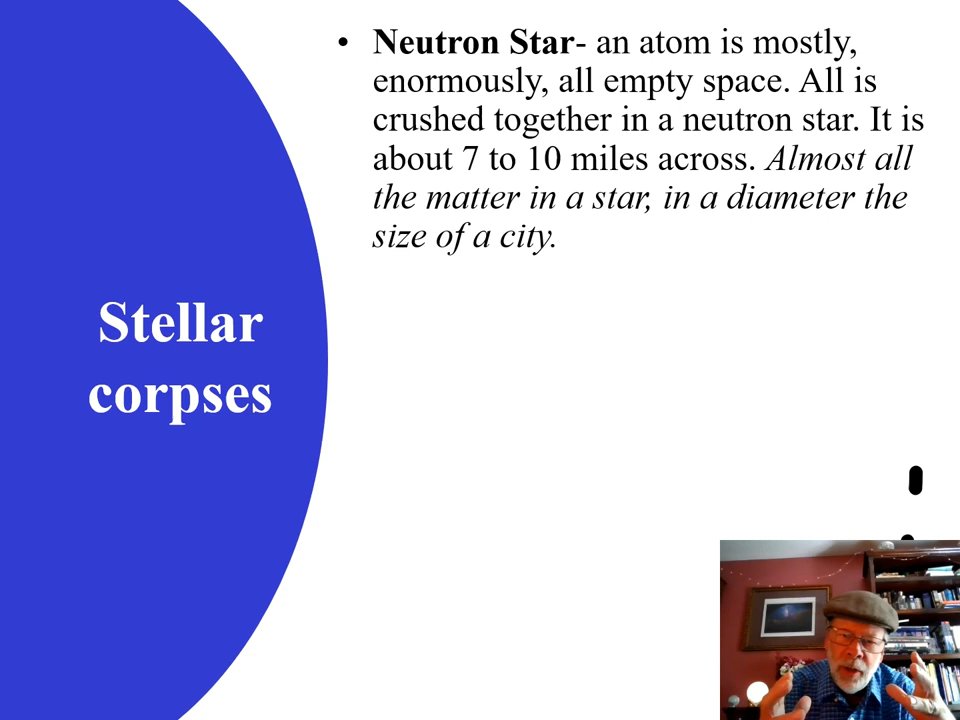 Stellar
corpses
• Neutron Star- an atom is mostly,
enormously, all empty space. All is
crushed together in a neutron star. It is
about 7 to 10 miles across. Almost all
the matter in a star, in a diameter the
size of a city.